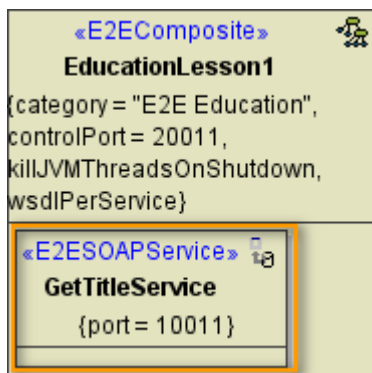 «E2EComposite»
EducationLesson1
{category = "E2E Education",
controlPort = 20011,
killJVMThreadsOnShutdown,
wsdlPerService}
«E2ESOAPService»
GetTitleService
{port = 10011}